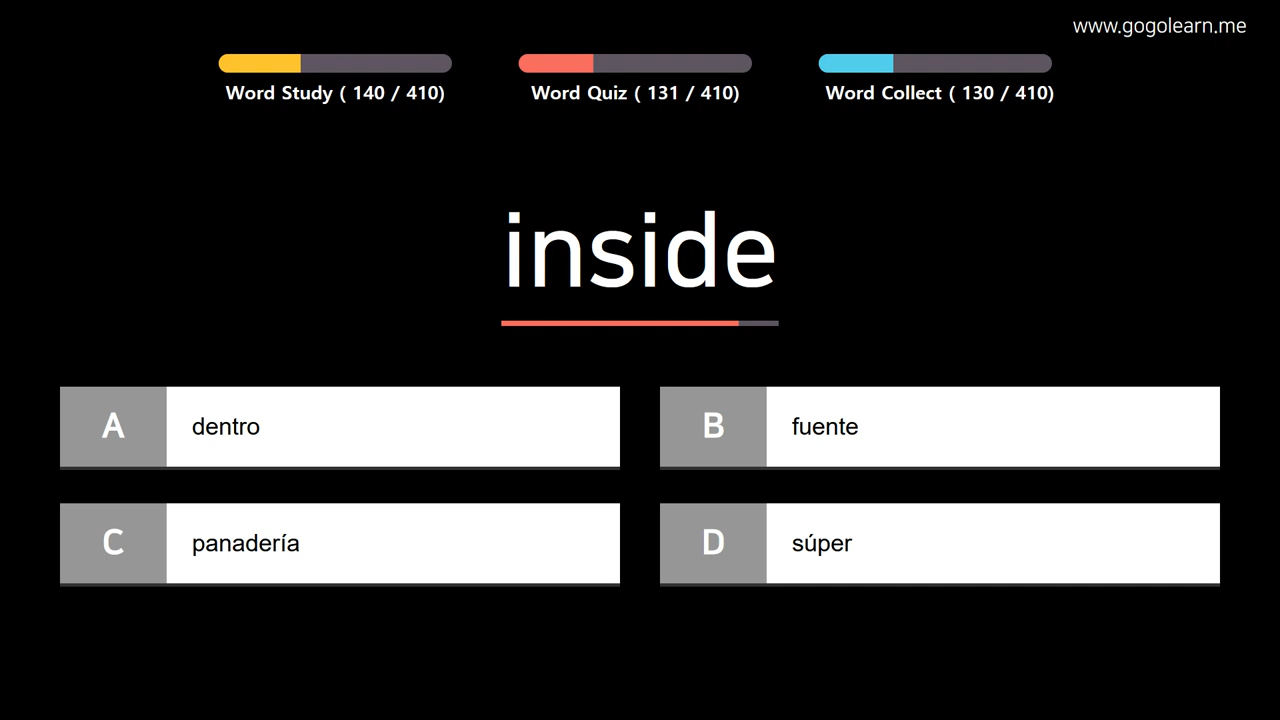 www.gogolearn.me
Word Study ( 140 / 410)
Word Quiz ( 131 / 410)
Word Collect ( 130 / 410)
inside
A dentro
B fuente
C panadería
D súper